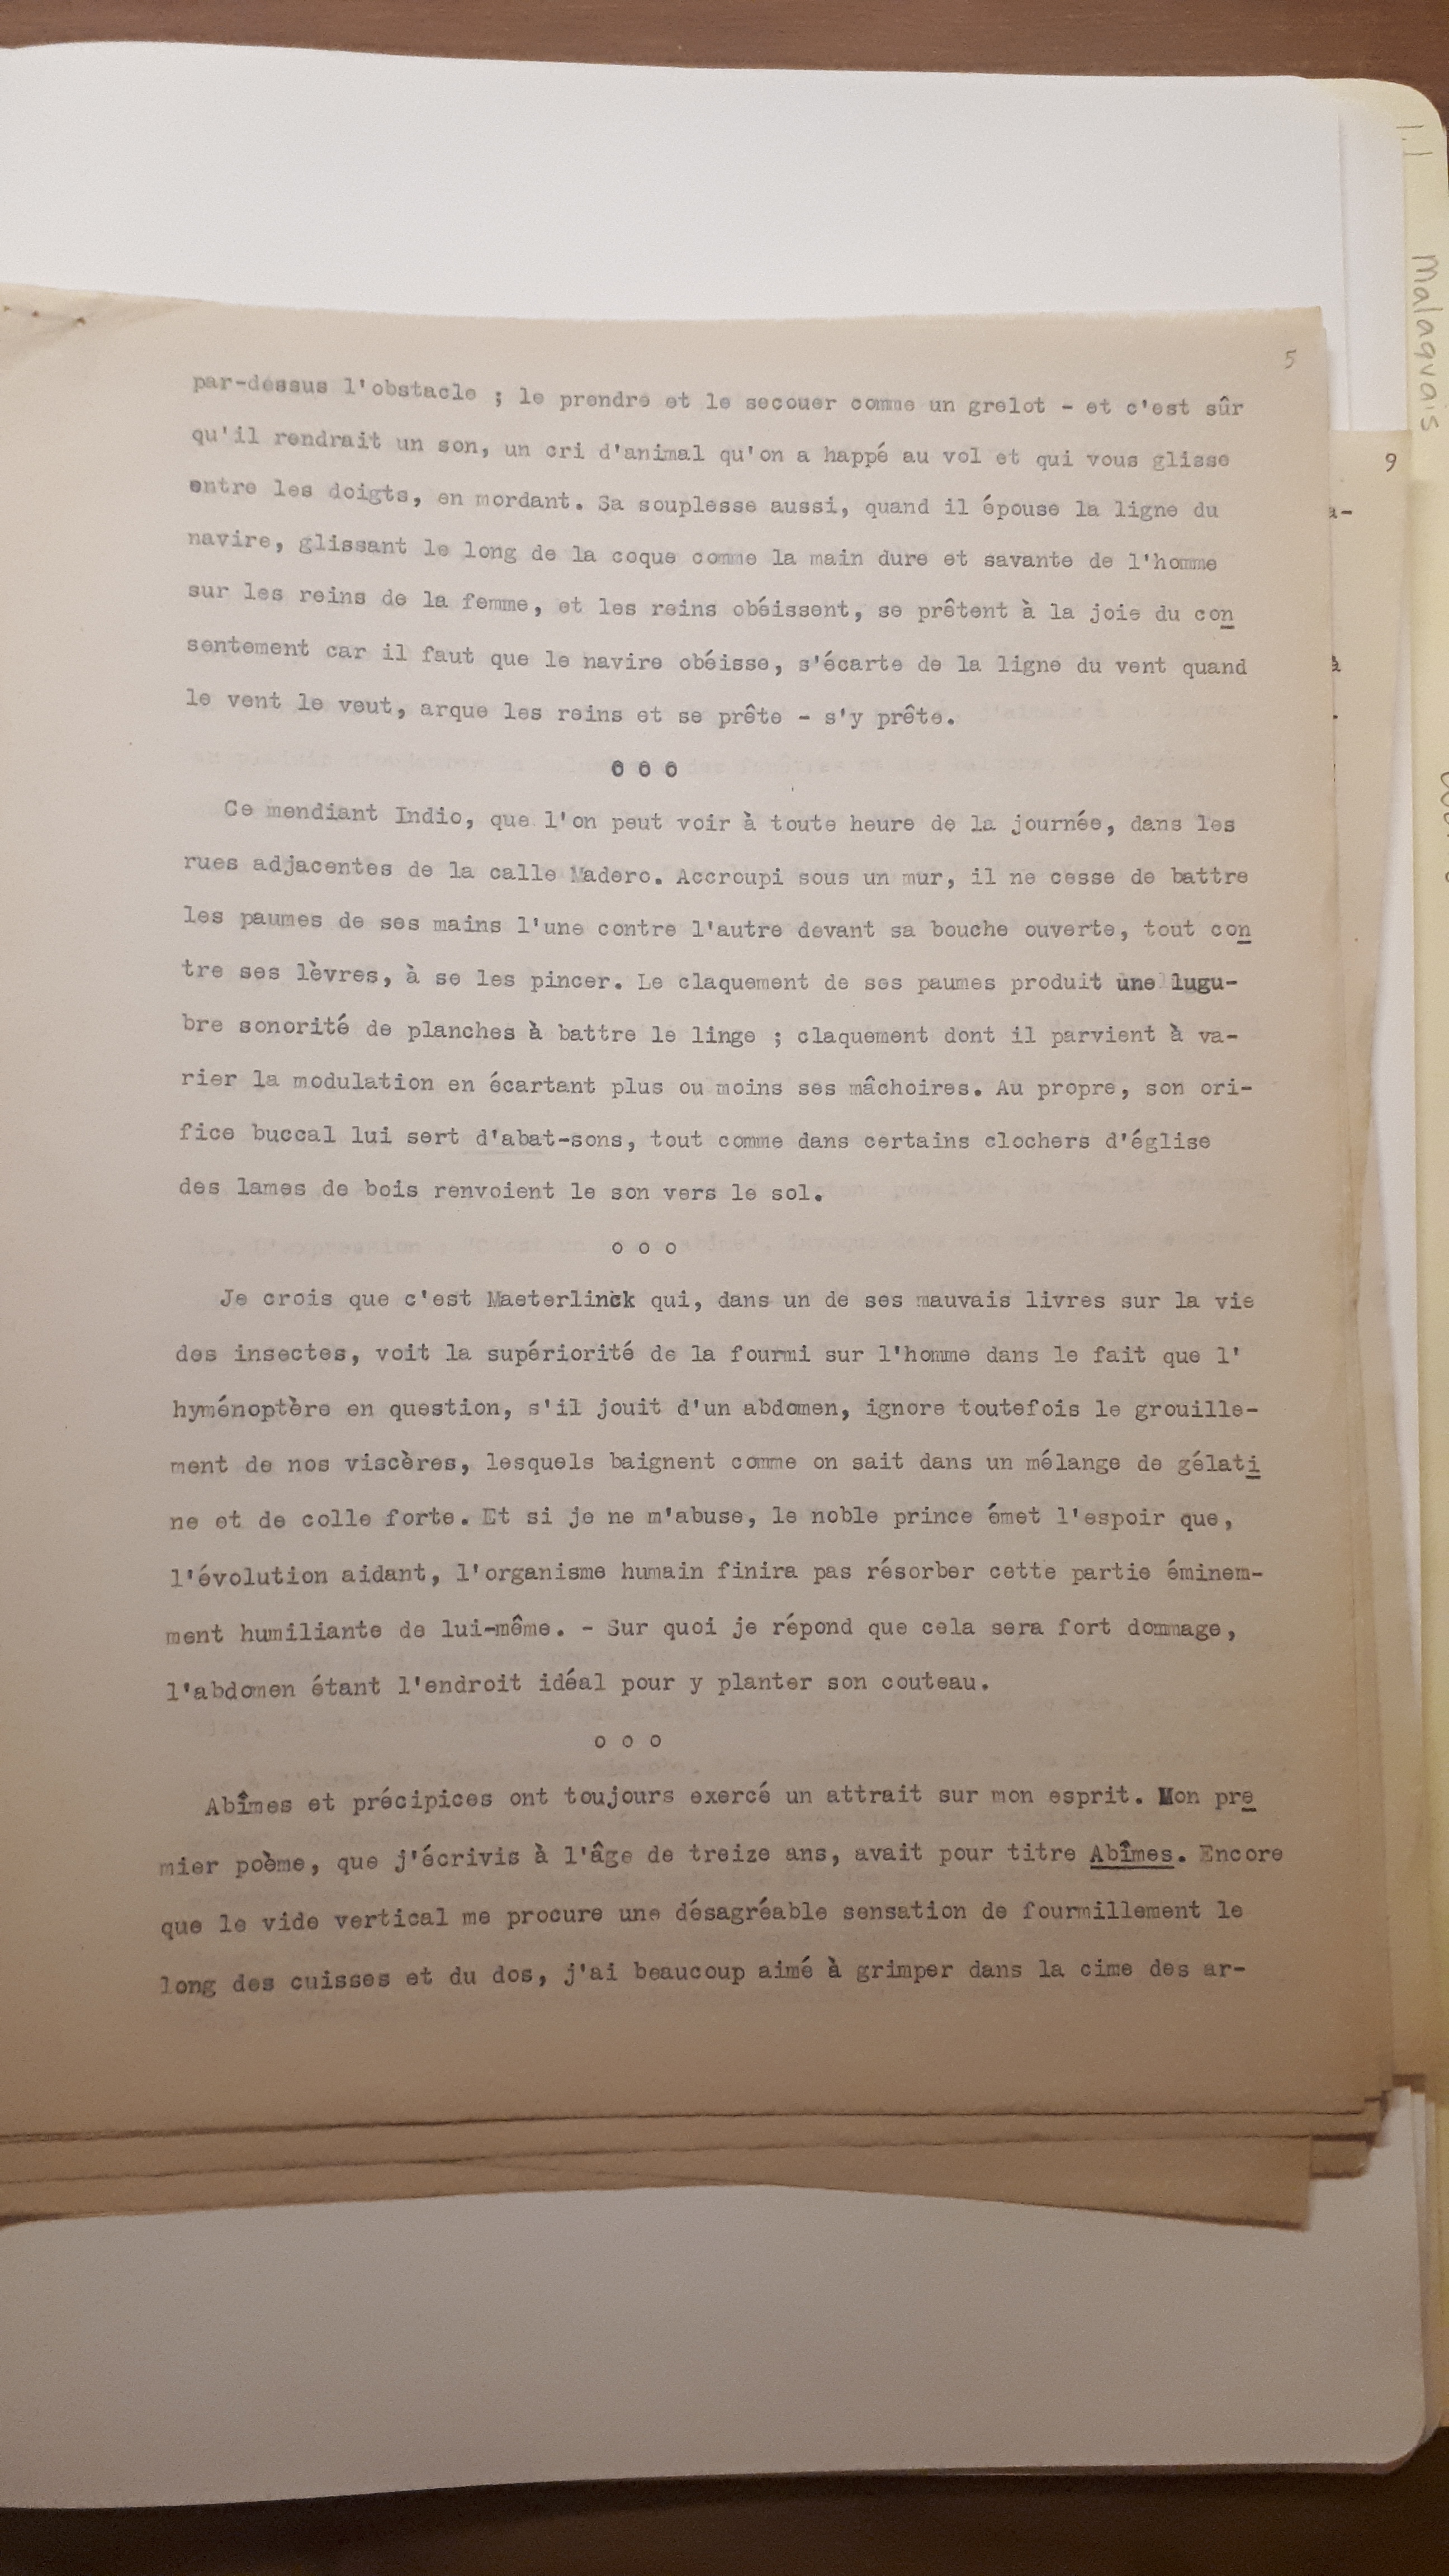 1.1
Malaquais
5
9
par-dessus l'obstacle ; le prendre et le secouer comme un grelot - et c'est sûr
qu'il rendrait un son, un cri d'animal qu'on a happé au vol et qui vous glisse
entre les doigts, en mordant. Sa souplesse aussi, quand il épouse la ligne du
navire, glissant le long de la coque comme la main dure et savante de l'homme
sur les reins de la femme, et les reins obéissent, se prêtent à la joie du con
sentement car il faut que le navire obéisse, s'écarte de la ligne du vent quand
le vent le veut, arque les reins et se prête - s'y prête.
o o o
Ce mendiant Indio, que l'on peut voir à toute heure de la journée, dans les
rues adjacentes de la calle Madero. Accroupi sous un mur, il ne cesse de battre
les paumes de ses mains l'une contre l'autre devant sa bouche ouverte, tout con
tre ses lèvres, à se les pincer. Le claquement de ses paumes produit une lugu-
bre sonorité de planches à battre le linge ; claquement dont il parvient à va-
rier la modulation en écartant plus ou moins ses mâchoires. Au propre, son ori-
fice buccal lui sert d'abat-sons, tout comme dans certains clochers d'église
des lames de bois renvoient le son vers le sol.
o o o
Je crois que c'est Maeterlinck qui, dans un de ses mauvais livres sur la vie
des insectes, voit la supériorité de la fourmi sur l'homme dans le fait que l'
hyménoptère en question, s'il jouit d'un abdomen, ignore toutefois le grouille-
ment de nos viscères, lesquels baignent comme on sait dans un mélange de gélati
ne et de colle forte. Et si je ne m'abuse, le noble prince émet l'espoir que,
l'évolution aidant, l'organisme humain finira pas résorber cette partie éminem-
ment humiliante de lui-même. - Sur quoi je répond que cela sera fort dommage,
l'abdomen étant l'endroit idéal pour y planter son couteau.
o o o
Abîmes et précipices ont toujours exercé un attrait sur mon esprit. Mon pre
mier poème, que j'écrivis à l'âge de treize ans, avait pour titre Abîmes. Encore
que le vide vertical me procure une désagréable sensation de fourmillement le
long des cuisses et du dos, j'ai beaucoup aimé à grimper dans la cime des ar-